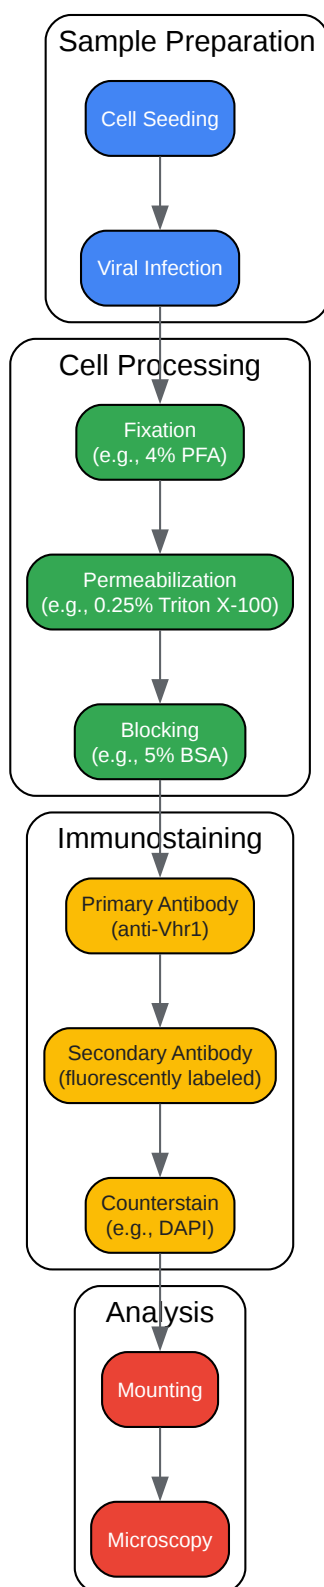 Sample Preparation
Cell Seeding
Viral Infection
Cell Processing
Fixation
(e.g., 4% PFA)
Permeabilization
(e.g., 0.25% Triton X-100)
Blocking
(e.g., 5% BSA)
Immunostaining
Primary Antibody
(anti-Vhr1)
Secondary Antibody
(fluorescently labeled)
Counterstain
(e.g., DAPI)
Analysis
Mounting
Microscopy